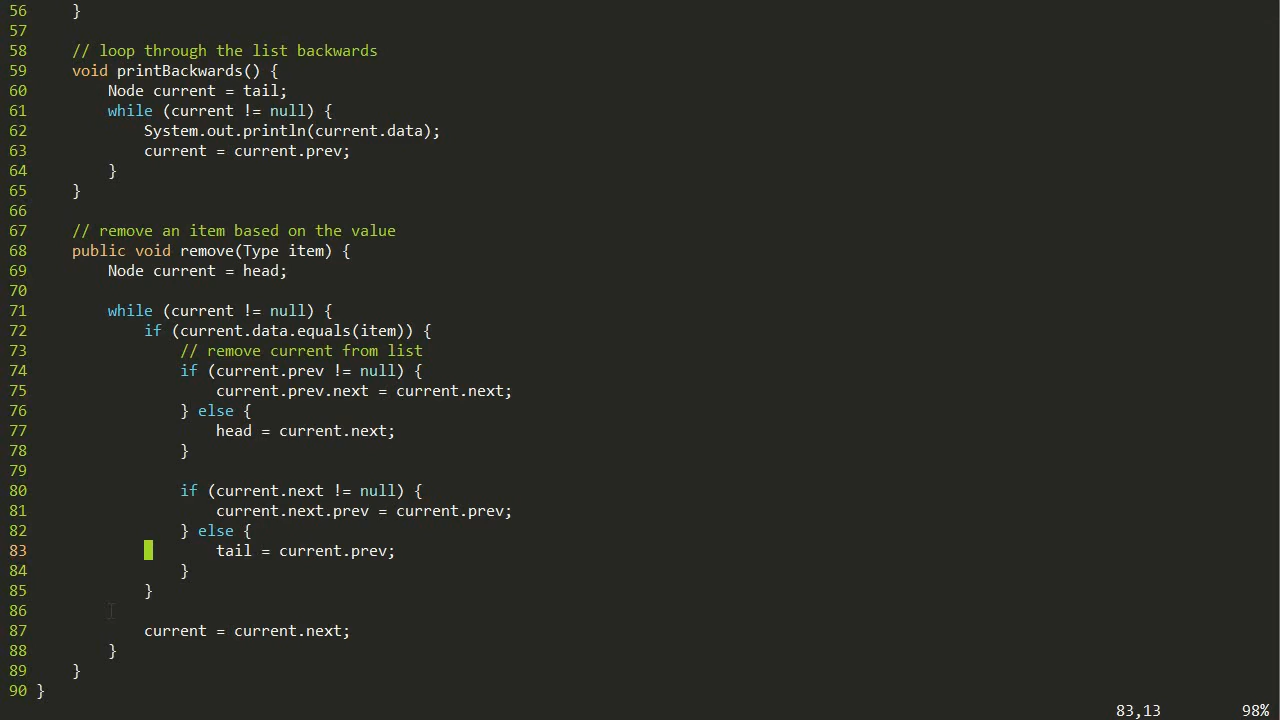 56     }
57
58     // loop through the list backwards
59     void printBackwards() {
60         Node current = tail;
61         while (current != null) {
62             System.out.println(current.data);
63             current = current.prev;
64         }
65     }
66
67     // remove an item based on the value
68     public void remove(Type item) {
69         Node current = head;
70
71         while (current != null) {
72             if (current.data.equals(item)) {
73                 // remove current from list
74                 if (current.prev != null) {
75                     current.prev.next = current.next;
76                 } else {
77                     head = current.next;
78                 }
79
80                 if (current.next != null) {
81                     current.next.prev = current.prev;
82                 } else {
83                     tail = current.prev;
84                 }
85             }
86
87             current = current.next;
88         }
89     }
90 }
83,13 98%